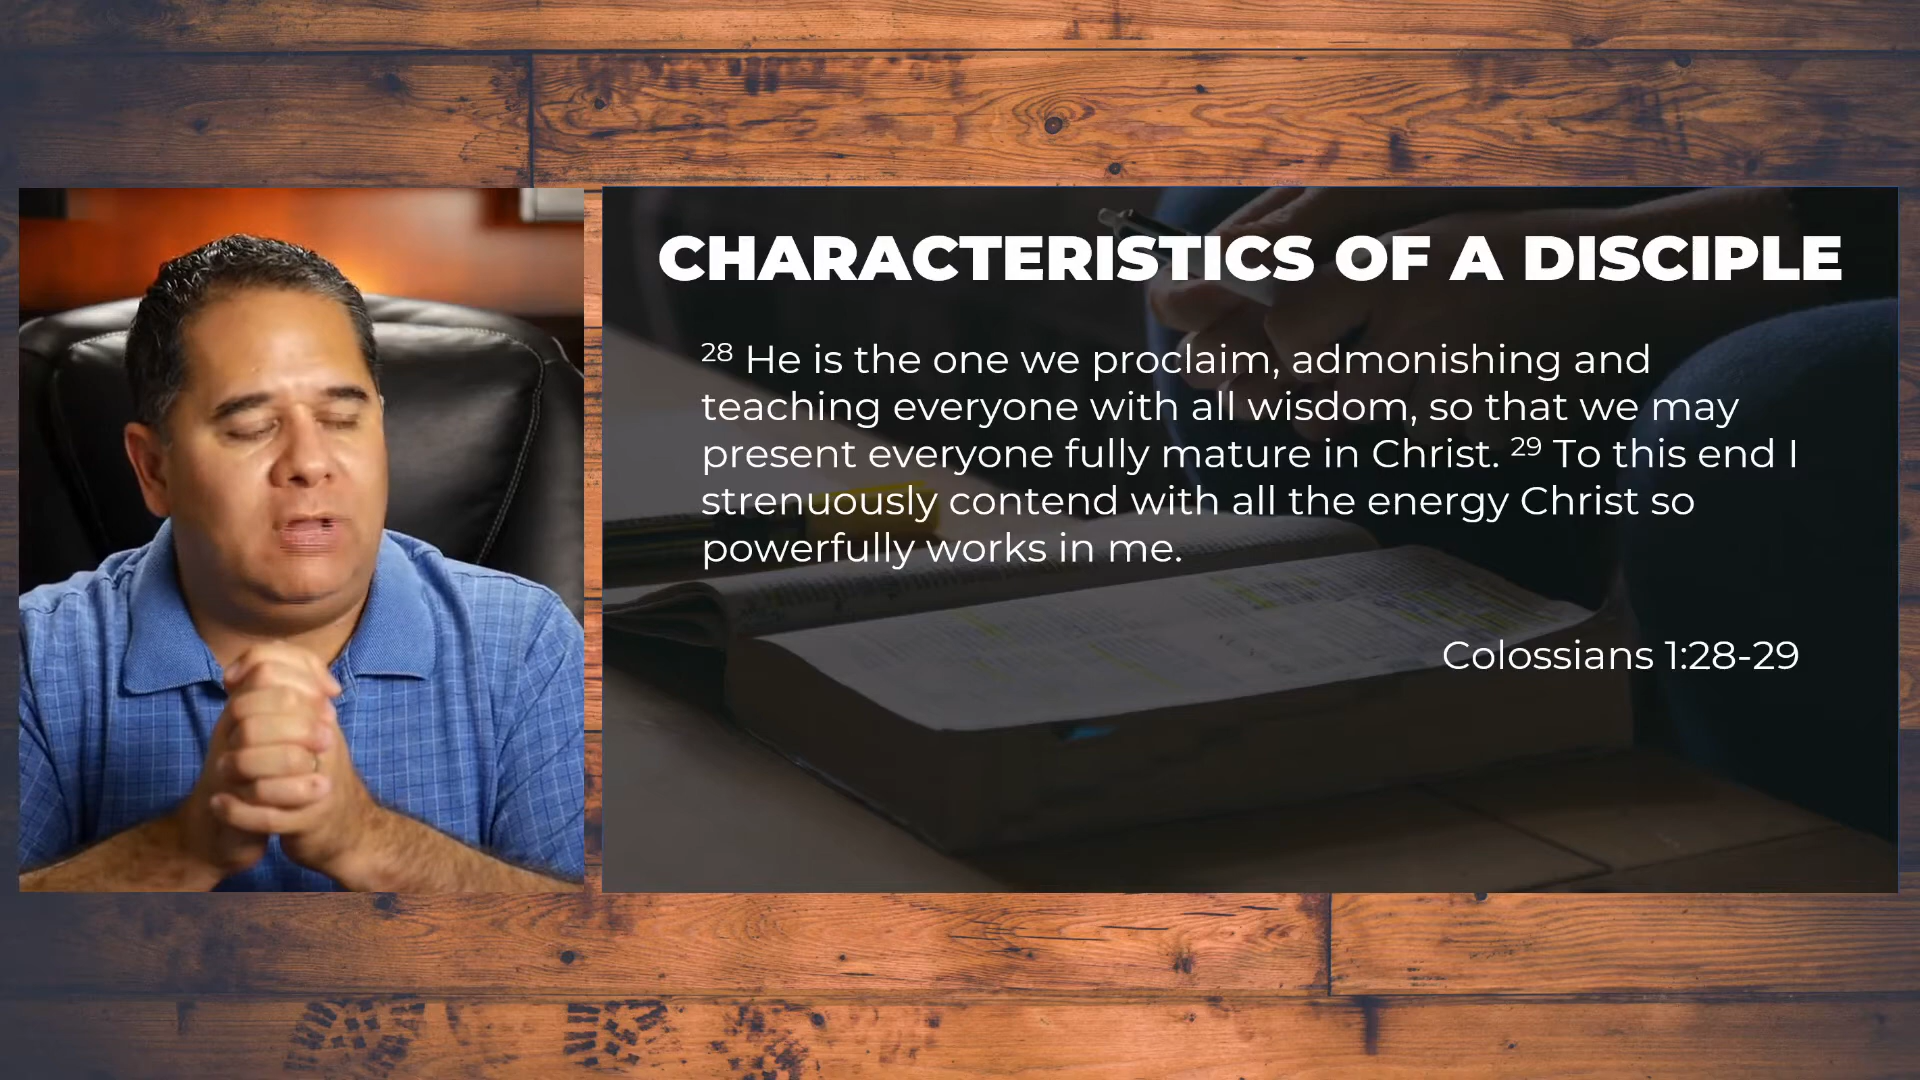 CHARACTERISTICS OF A DISCIPLE
28 He is the one we proclaim, admonishing and
teaching everyone with all wisdom, so that we may
present everyone fully mature in Christ. 29 To this end I
strenuously contend with all the energy Christ so
powerfully works in me.
Colossians 1:28-29